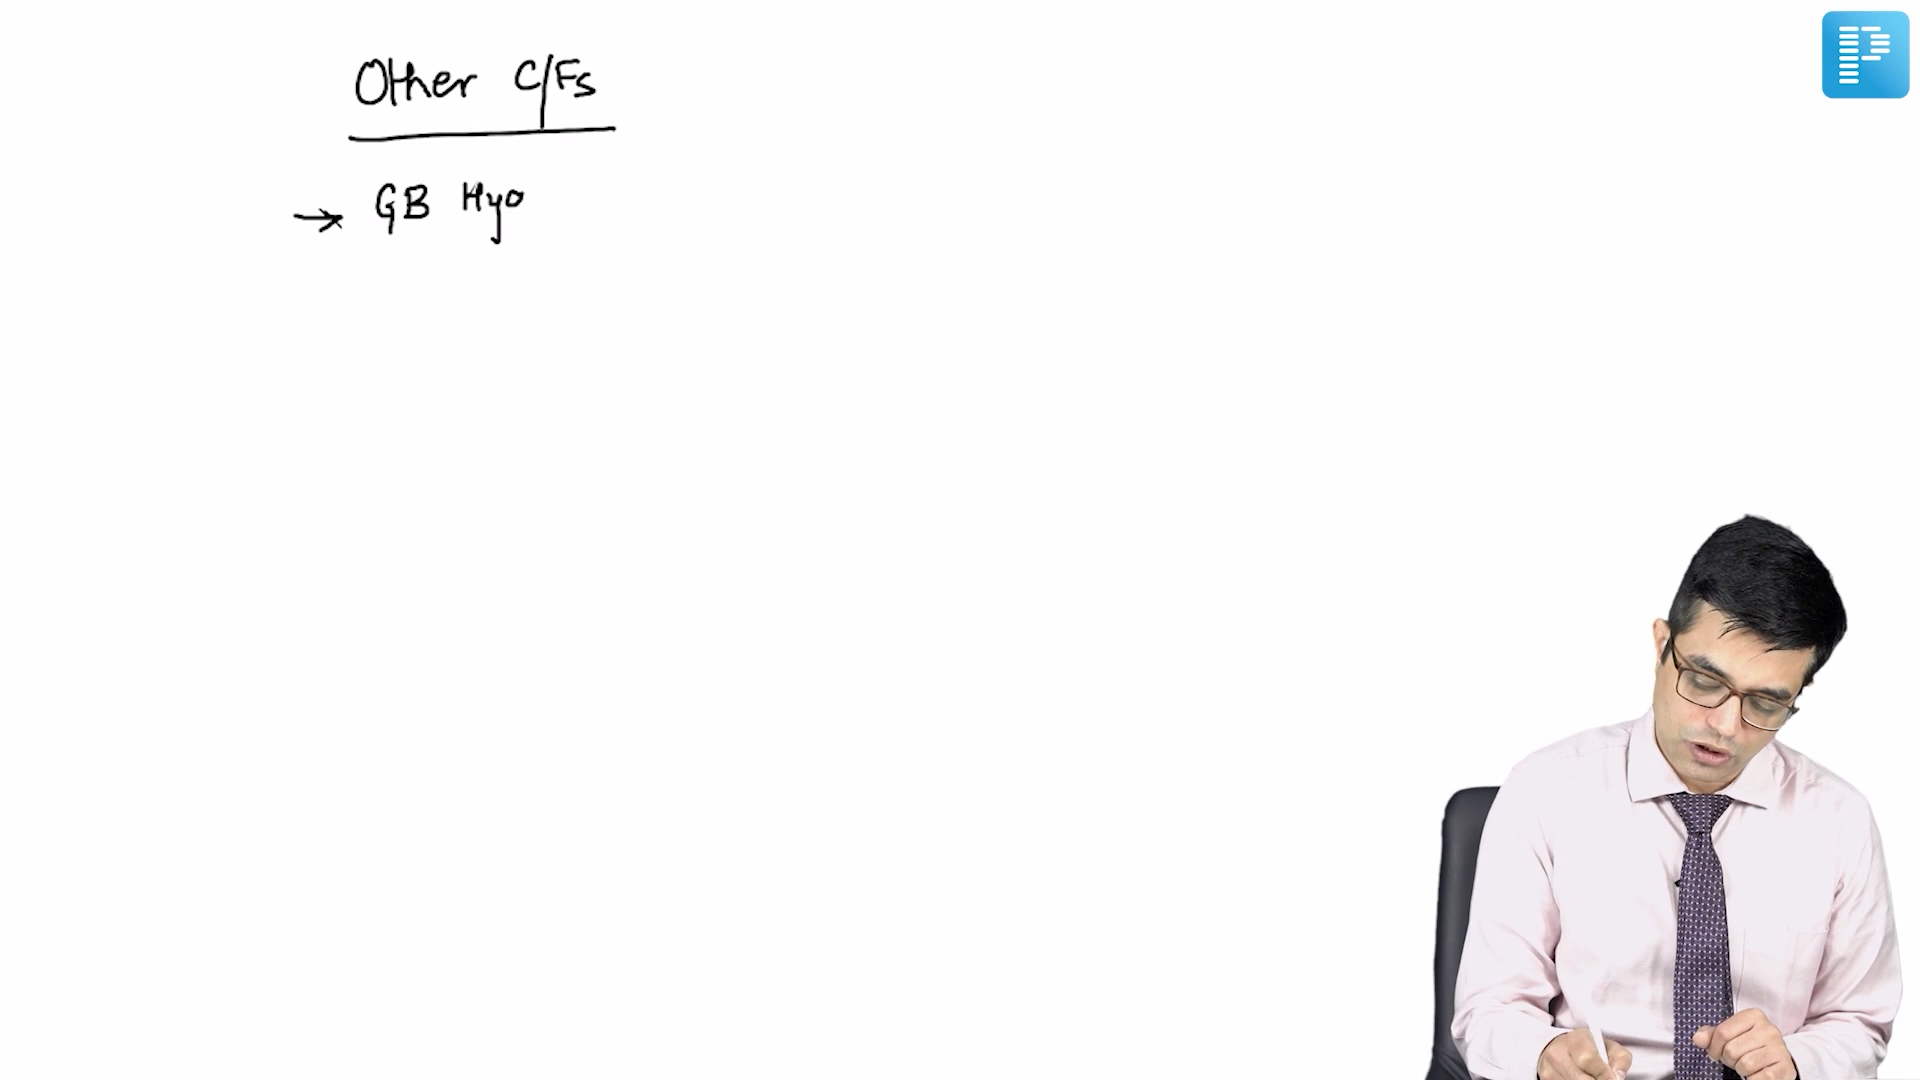 Other C/Fs
→ GB Hyo